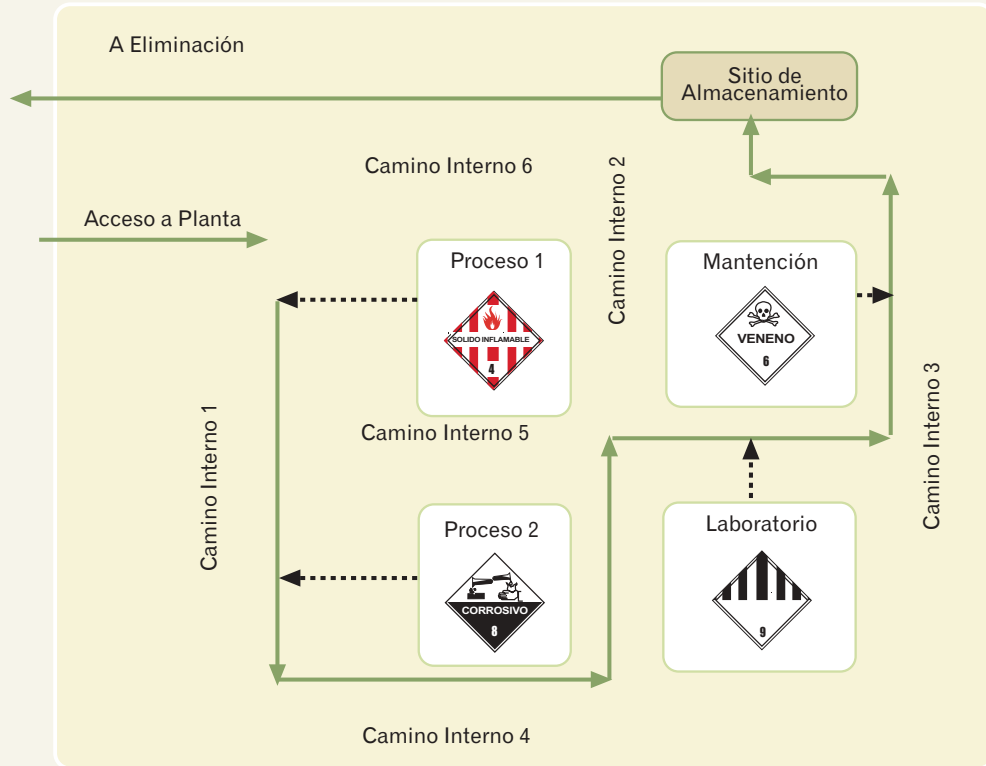 A Eliminación
Sitio de
Almacenamiento
Camino Interno 6
Camino Interno 2
Acceso a Planta
Proceso 1
SOLIDO INFLAMABLE
4
Mantención
VENENO
6
Camino Interno 1
Camino Interno 5
Camino Interno 3
Proceso 2
CORROSIVO
8
Laboratorio
9
Camino Interno 4